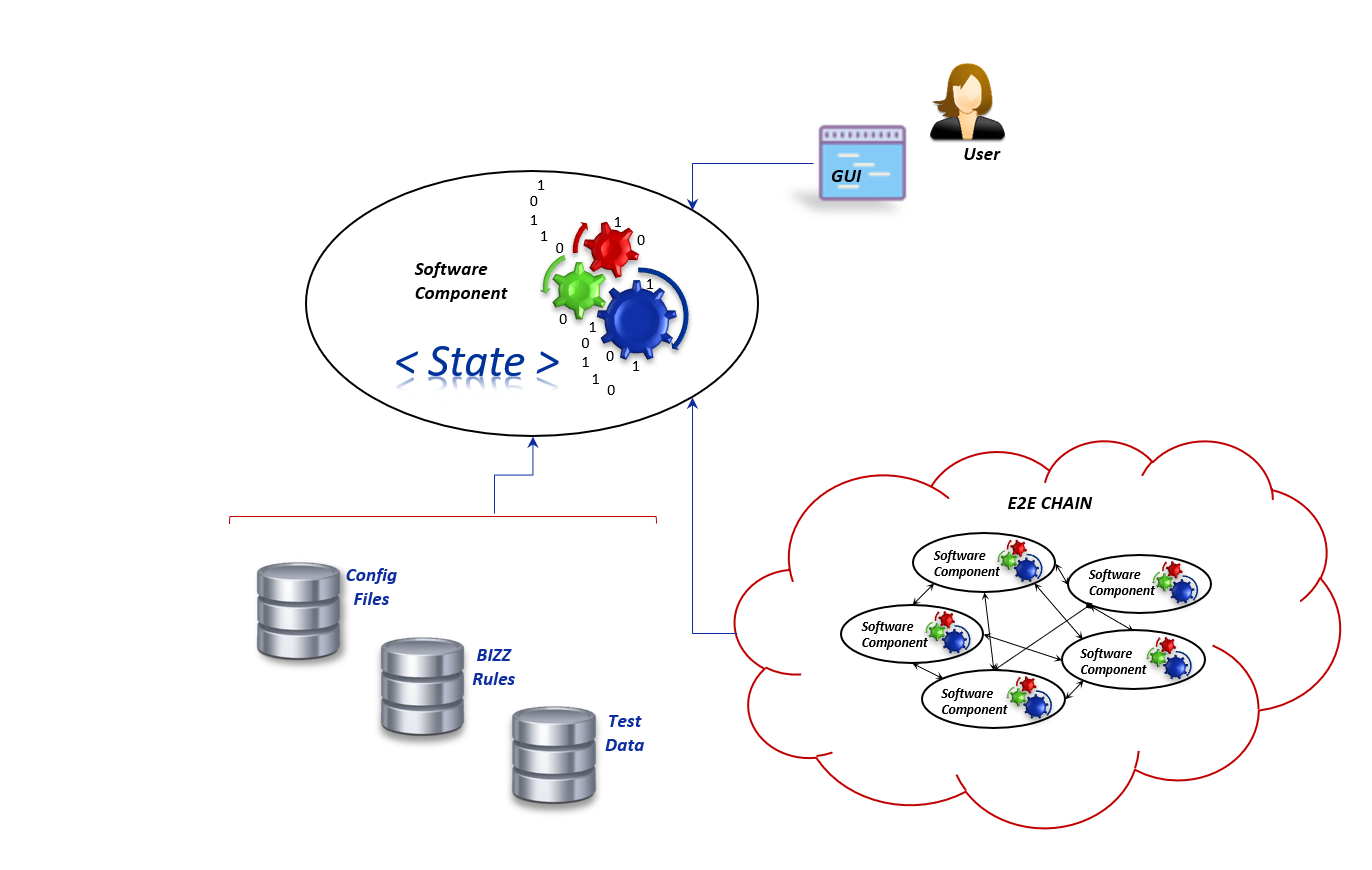 User
GUI
1
0
1
1
0
1
0
Software
Component
1
0
1
0
0
1
1
1
0
< State >
E2E CHAIN
Config
Files
BIZZ
Rules
Test
Data
Software
Component
Software
Component
Software
Component
Software
Component
Software
Component